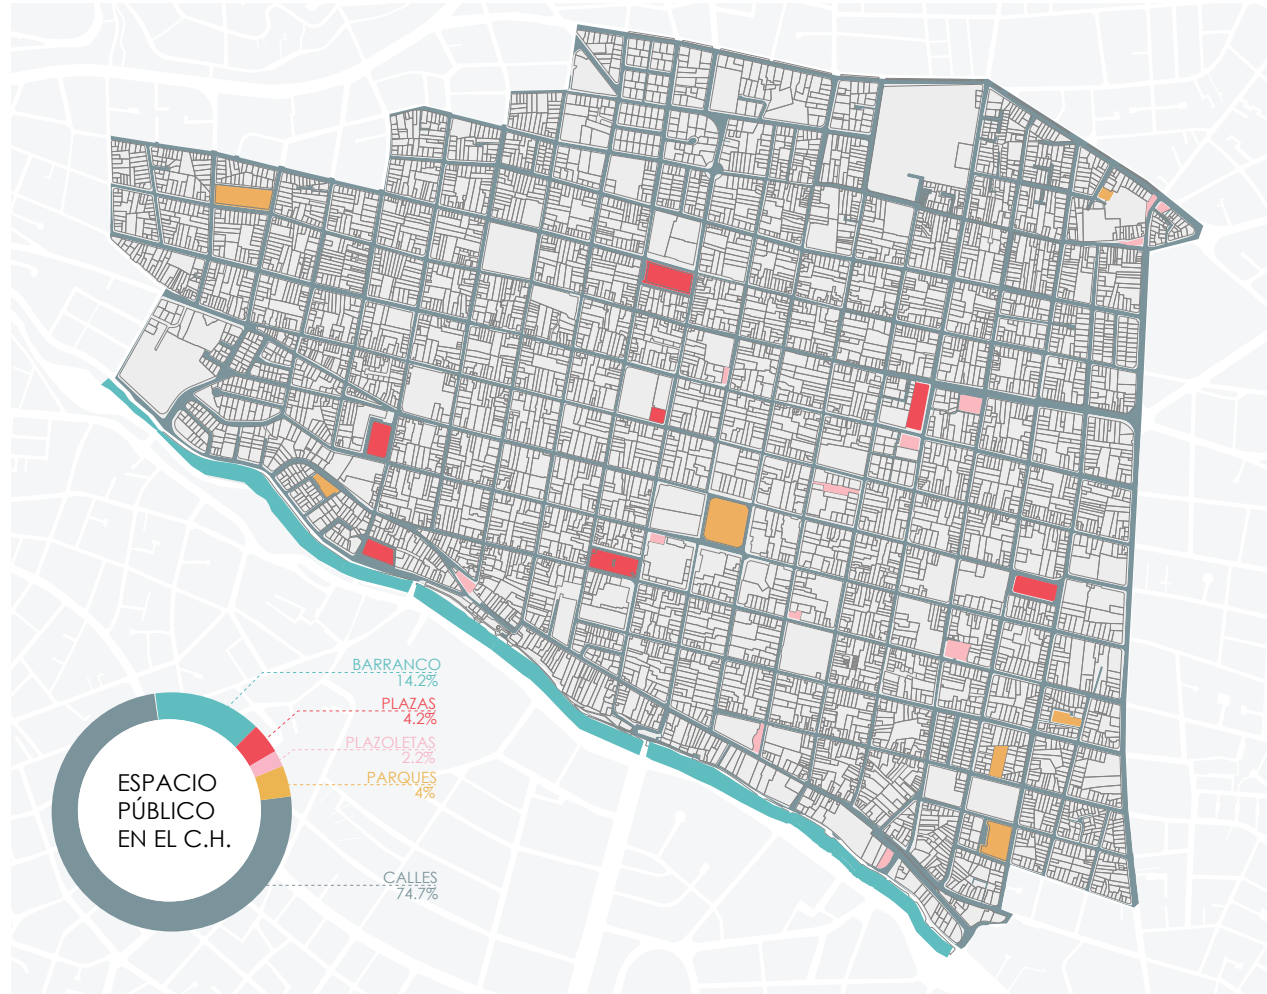 BARRANCO
14.2%
PLAZAS
4.2%
PLAZOLETAS
2.2%
PARQUES
4%
ESPACIO
PÚBLICO
EN EL C.H.
CALLES
74.7%